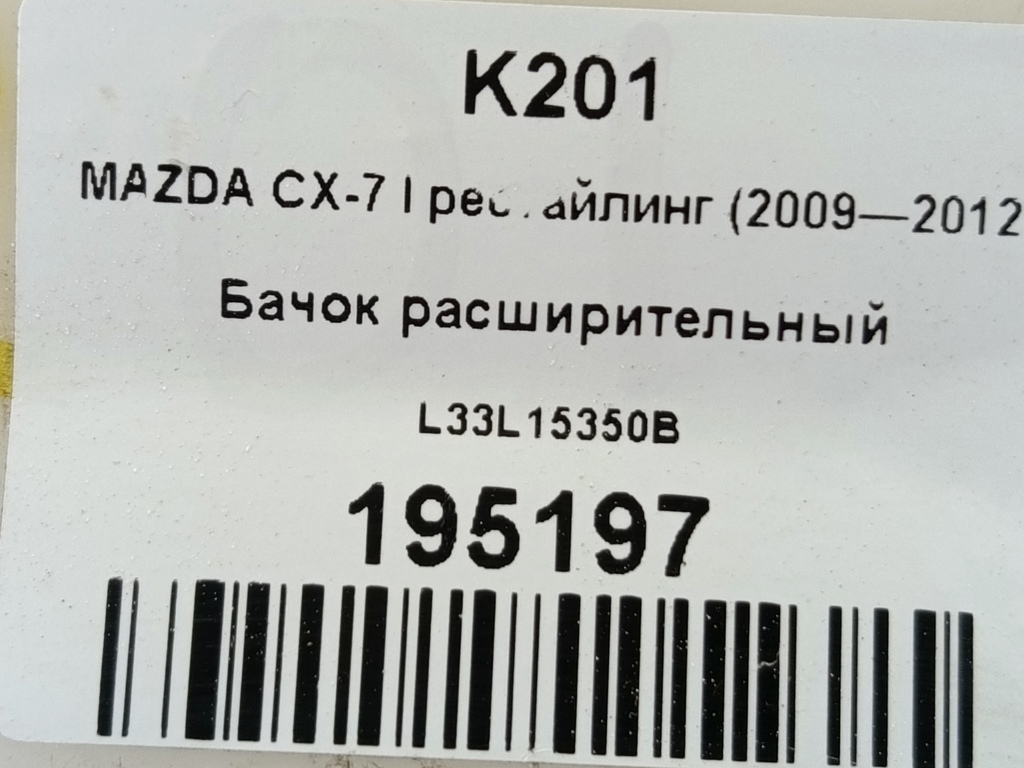 K201
MAZDA CX-7 I рестайлинг (2009—2012
Бачок расширительный
L33L15350B
195197